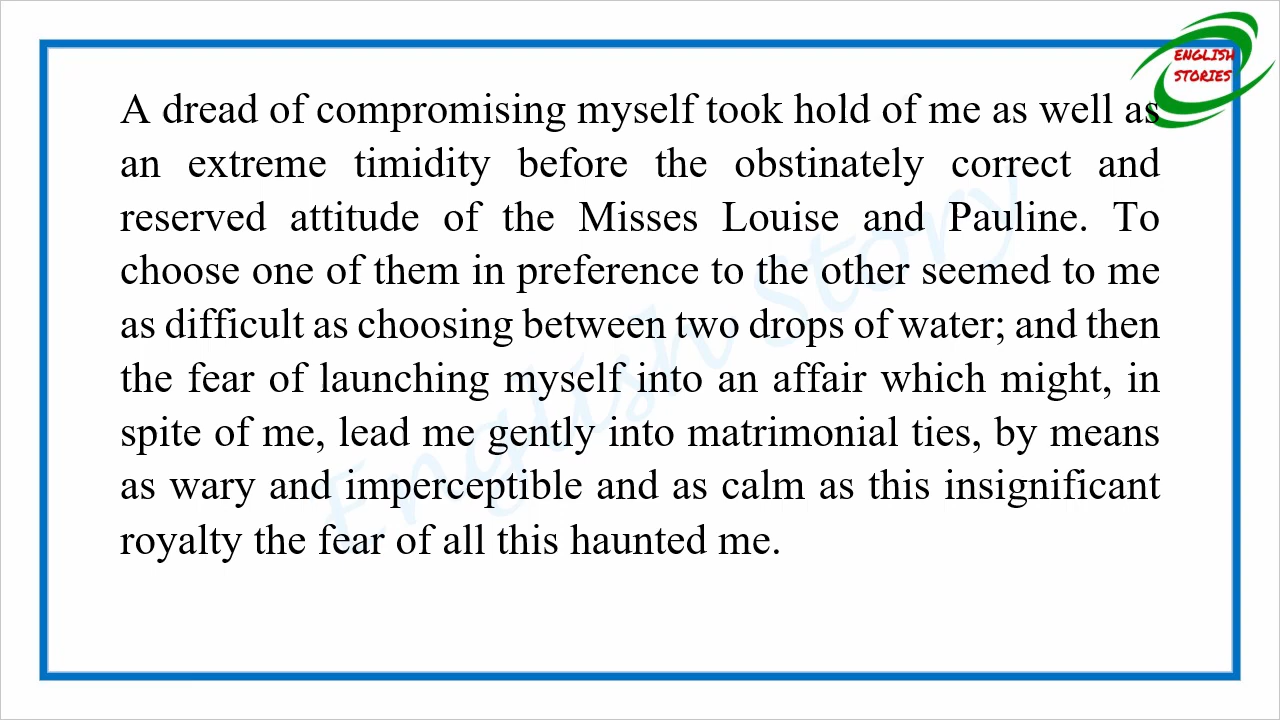 ENGLISH
STORIES
A dread of compromising myself took hold of me as well as
an extreme timidity before the obstinately correct and
reserved attitude of the Misses Louise and Pauline. To
choose one of them in preference to the other seemed to me
as difficult as choosing between two drops of water; and then
the fear of launching myself into an affair which might, in
spite of me, lead me gently into matrimonial ties, by means
as wary and imperceptible and as calm as this insignificant
royalty the fear of all this haunted me.
English Story